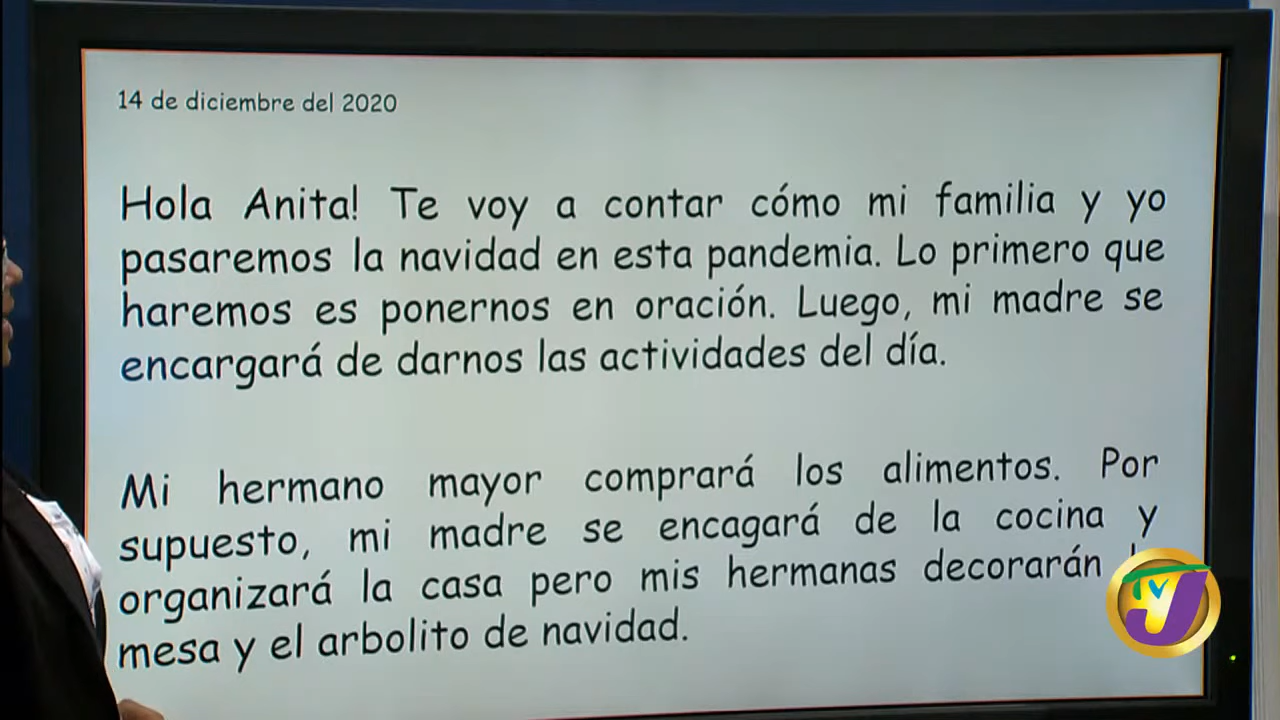 14 de diciembre del 2020
Hola Anita! Te voy a contar cómo mi familia y yo
pasaremos la navidad en esta pandemia. Lo primero que
haremos es ponernos en oración. Luego, mi madre se
encargará de darnos las actividades del día.
Mi hermano mayor comprará los alimentos. Por
supuesto, mi madre se encagará de la cocina y
organizará la casa pero mis hermanas decorarán
mesa y el arbolito de navidad.
TVJ